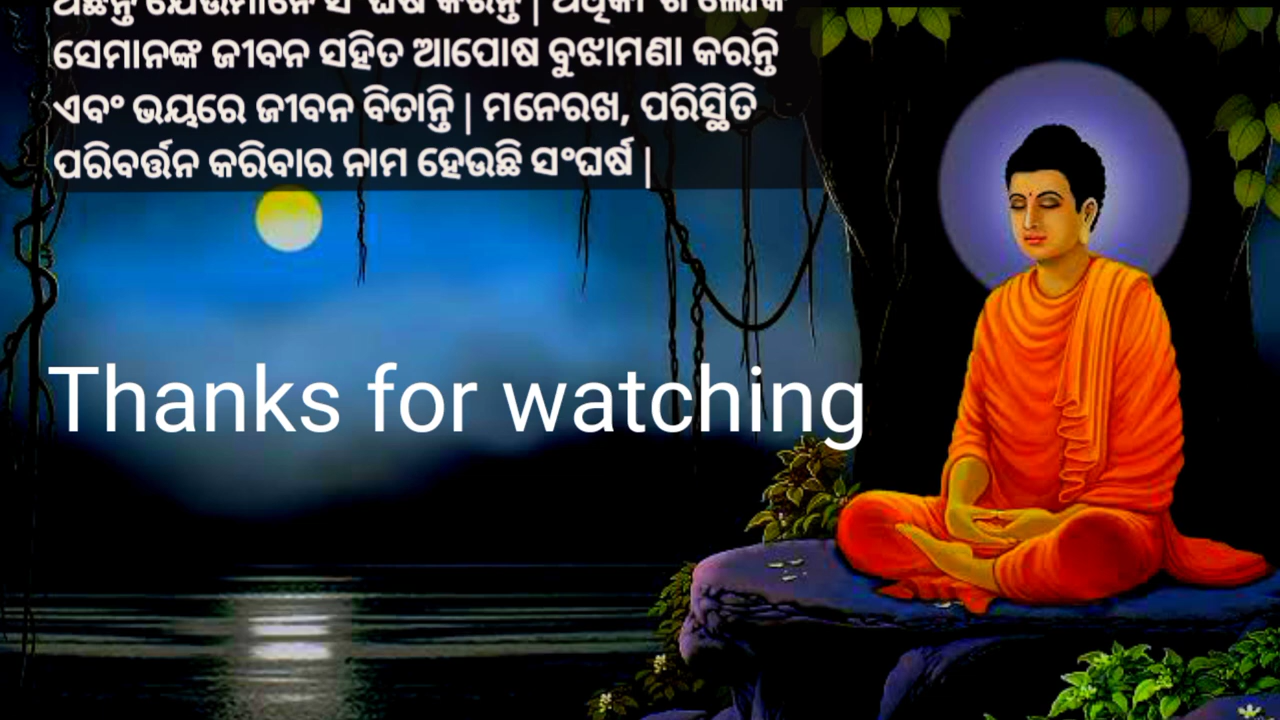 ସେମାନଙ୍କ ଜୀବନ ସହିତ ଆପୋଷ ବୁଝାମଣା କରନ୍ତି
ଏବଂ ଭୟରେ ଜୀବନ ବିତାନ୍ତି | ମନେରଖ, ପରିସ୍ଥିତି
ପରିବର୍ତ୍ତନ କରିବାର ନାମ ହେଉଛି ସଂଘର୍ଷ |
Thanks for watching